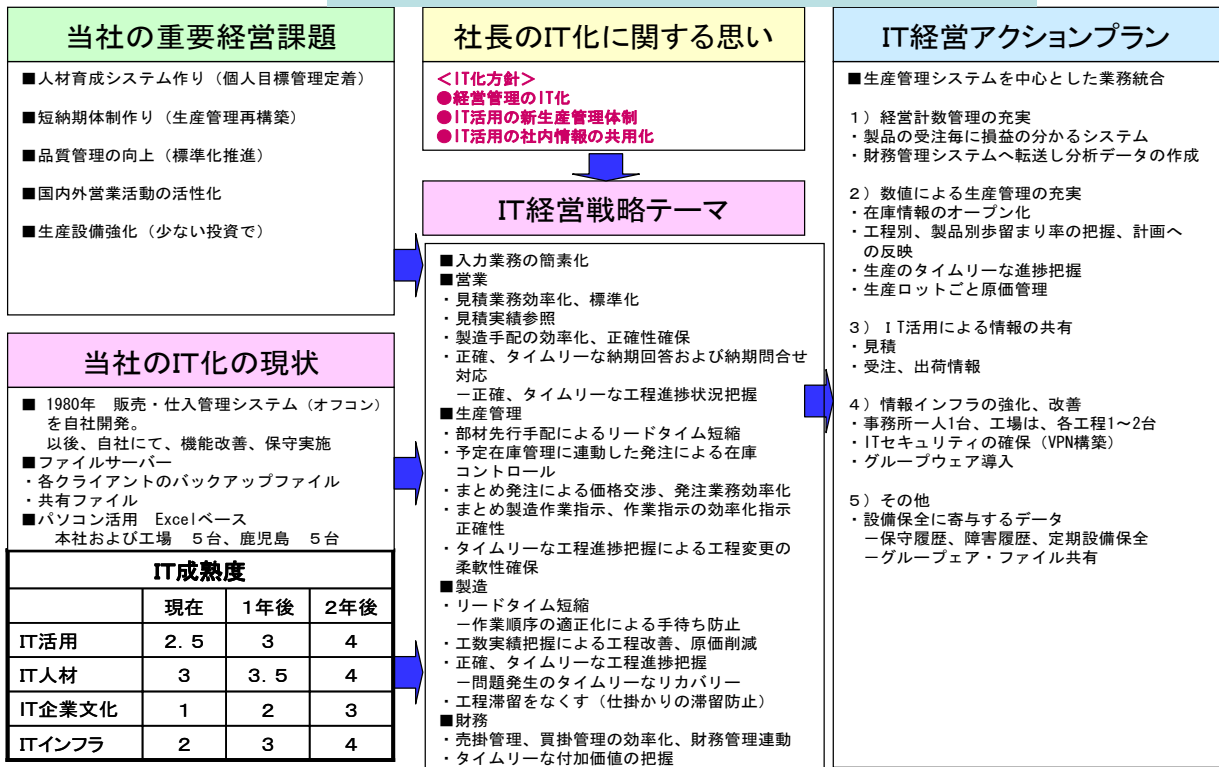 当社の重要経営課題
■人材育成システム作り（個人目標管理定着）
■短納期体制作り（生産管理再構築）
■品質管理の向上（標準化推進）
■国内外営業活動の活性化
■生産設備強化（少ない投資で）
当社のIT化の現状
■ 1980年　販売・仕入管理システム（オフコン）
を自社開発。
以後、自社にて、機能改善、保守実施
■ファイルサーバー
・各クライアントのバックアップファイル
・共有ファイル
■パソコン活用　Excelベース
本社および工場　５台、鹿児島　５台
IT成熟度
現在　1年後　2年後
IT活用　2．5　3　4
IT人材　3　3．5　4
IT企業文化　1　2　3
ITインフラ　2　3　4
社長のIT化に関する思い
＜IT化方針＞
●経営管理のIT化
●IT活用の新生産管理体制
●IT活用の社内情報の共用化
IT経営戦略テーマ
■入力業務の簡素化
■営業
・見積業務効率化、標準化
・見積実績参照
・製造手配の効率化、正確性確保
・正確、タイムリーな納期回答および納期問合せ
対応
－正確、タイムリーな工程進捗状況把握
■生産管理
・部材先行手配によるリードタイム短縮
・予定在庫管理に連動した発注による在庫
コントロール
・まとめ発注による価格交渉、発注業務効率化
・まとめ製造作業指示、作業指示の効率化指示
正確性
・タイムリーな工程進捗把握による工程変更の
柔軟性確保
■製造
・リードタイム短縮
－作業順序の適正化による手待ち防止
・工数実績把握による工程改善、原価削減
・正確、タイムリーな工程進捗把握
－問題発生のタイムリーなリカバリー
・工程滞留をなくす（仕掛かりの滞留防止）
■財務
・売掛管理、買掛管理の効率化、財務管理連動
・タイムリーな付加価値の把握
IT経営アクションプラン
■生産管理システムを中心とした業務統合
１）経営計数管理の充実
・製品の受注毎に損益の分かるシステム
・財務管理システムへ転送し分析データの作成
２）数値による生産管理の充実
・在庫情報のオープン化
・工程別、製品別歩留まり率の把握、計画へ
の反映
・生産のタイムリーな進捗把握
・生産ロットごと原価管理
３）ＩT活用による情報の共有
・見積
・受注、出荷情報
４）情報インフラの強化、改善
・事務所一人1台、工場は、各工程1～2台
・ITセキュリティの確保（VPN構築）
・グループウェア導入
５）その他
・設備保全に寄与するデータ
－保守履歴、障害履歴、定期設備保全
－グループェア・ファイル共有